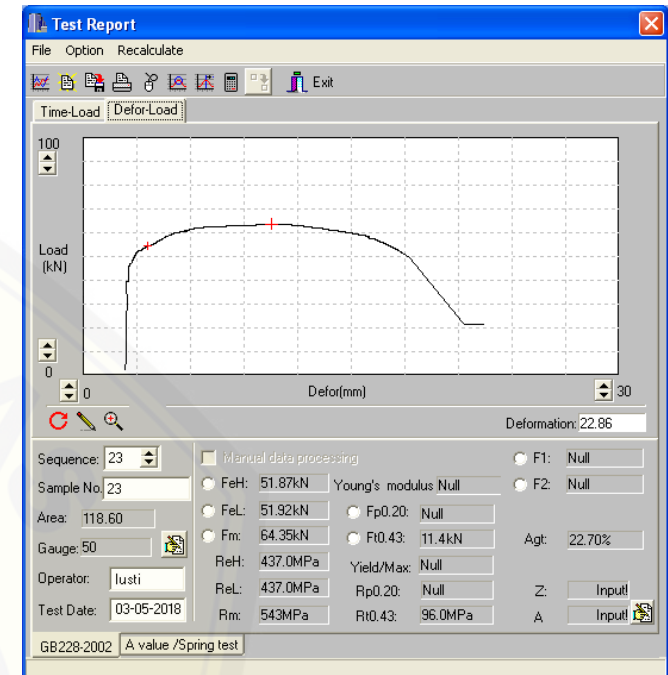 Test Report
File Option Recalculate
Exit
Time-Load Defor-Load
100
Load
(kN)
0
0 Defor(mm) 30
Deformation: 22.86
Sequence: 23 Manual data processing F1: Null
Sample No. 23 FeH: 51.87kN Young's modulus Null F2: Null
Area: 118.60 FeL: 51.92kN Fp0.20: Null
Gauge: 50 Fm: 64.35kN Ft0.43: 11.4kN Agt: 22.70%
Operator: lusti ReH: 437.0MPa Yield/Max: Null
ReL: 437.0MPa Rp0.20: Null Z: Input!
Test Date: 03-05-2018 Rm: 543MPa Rt0.43: 96.0MPa A Input!
GB228-2002 A value /Spring test